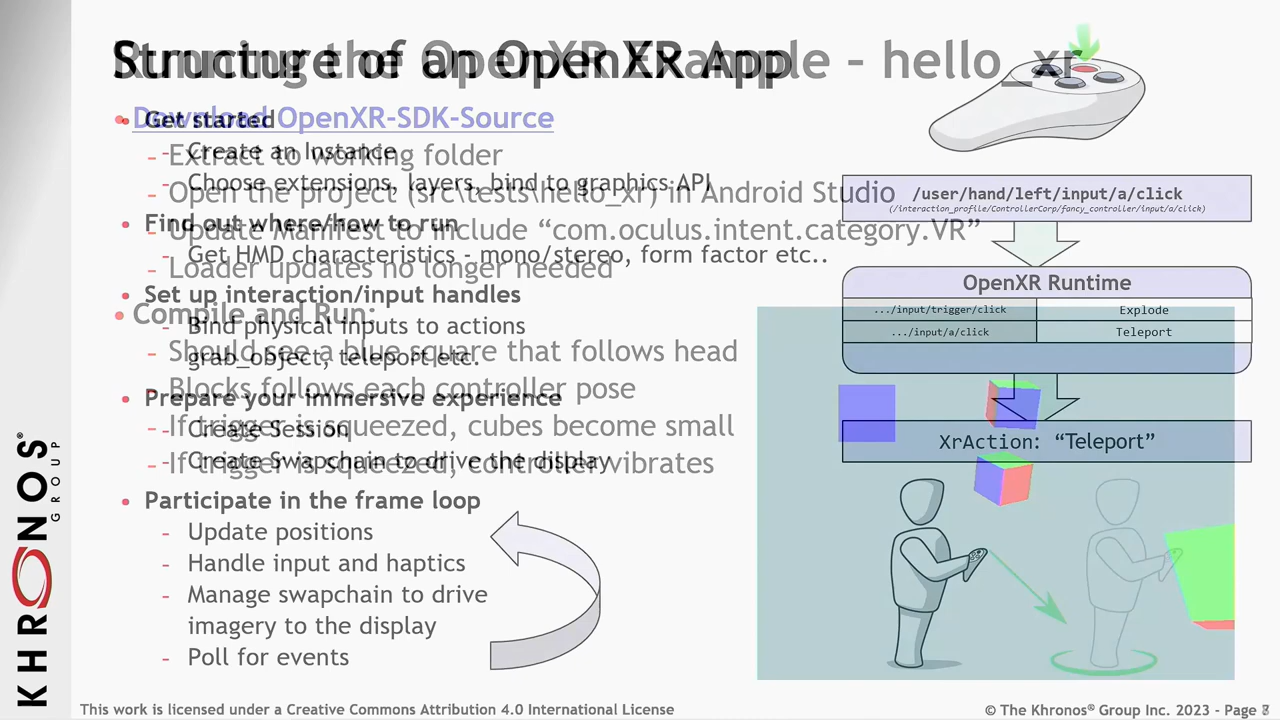 Structure of an OpenXR App
Running the OpenXR Example – hello_xr
Get started
- Create an Instance
- Choose extensions, layers, bind to graphics API
Find out where/how to run
- Get HMD characteristics - mono/stereo, form factor etc..
Set up interaction/input handles
- Bind physical inputs to actions
grab_object, teleport etc.
Prepare your immersive experience
- Create Session
- Create Swapchain to drive the display
Participate in the frame loop
- Update positions
- Handle input and haptics
- Manage swapchain to drive
imagery to the display
- Poll for events
Download OpenXR-SDK-Source
- Extract to working folder
- Open the project (src\tests\hello_xr) in Android Studio
- Update Manifest to include “com.oculus.intent.category.VR”
- Loader updates no longer needed
Compile and Run:
- Should see a blue square that follows head
- Blocks follows each controller pose
- If trigger is squeezed, cubes become small
- If trigger is squeezed, controller vibrates
/user/hand/left/input/a/click
(/interaction_profile/ControllerCorp/fancy_controller/input/a/click)
OpenXR Runtime
.../input/trigger/click Explode
.../input/a/click Teleport
XrAction: “Teleport”
KHRONOS®
GROUP
This work is licensed under a Creative Commons Attribution 4.0 International License
© The Khronos® Group Inc. 2023 - Page